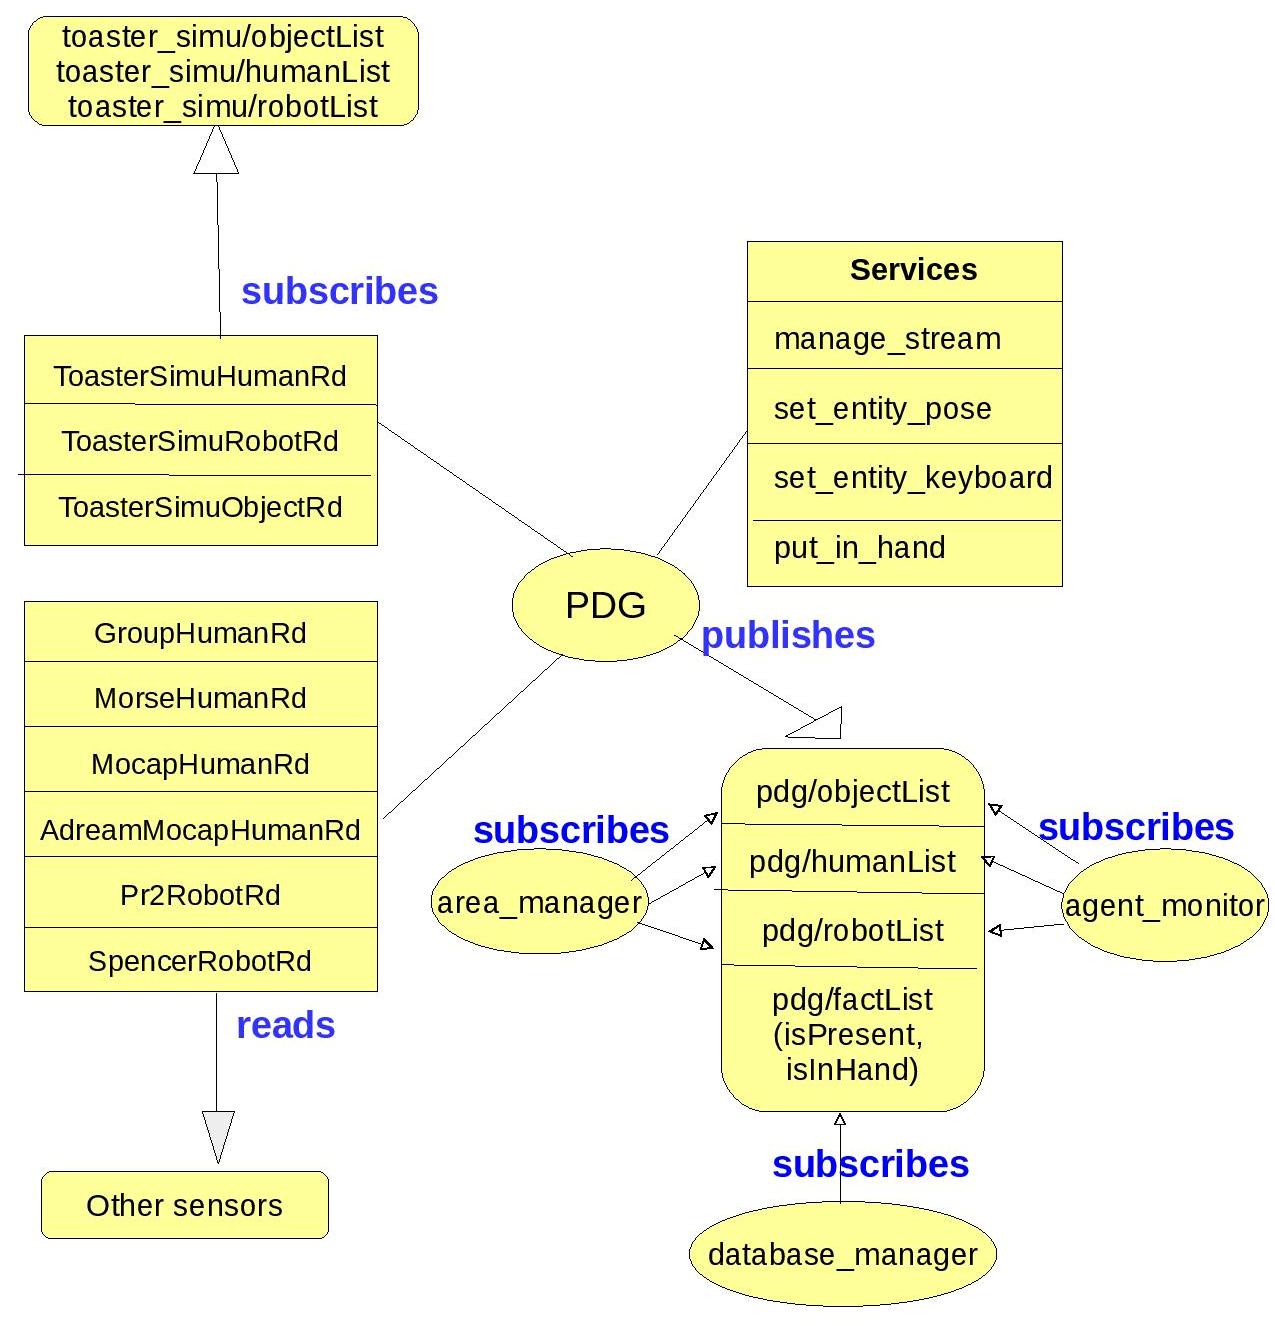 toaster_simu/objectList
toaster_simu/humanList
toaster_simu/robotList
subscribes
ToasterSimuHumanRd
ToasterSimuRobotRd
ToasterSimuObjectRd
Services
manage_stream
set_entity_pose
set_entity_keyboard
put_in_hand
PDG
publishes
GroupHumanRd
MorseHumanRd
MocapHumanRd
AdreamMocapHumanRd
Pr2RobotRd
SpencerRobotRd
reads
Other sensors
subscribes
area_manager
pdg/objectList
pdg/humanList
pdg/robotList
pdg/factList
(isPresent,
isInHand)
subscribes
agent_monitor
subscribes
database_manager